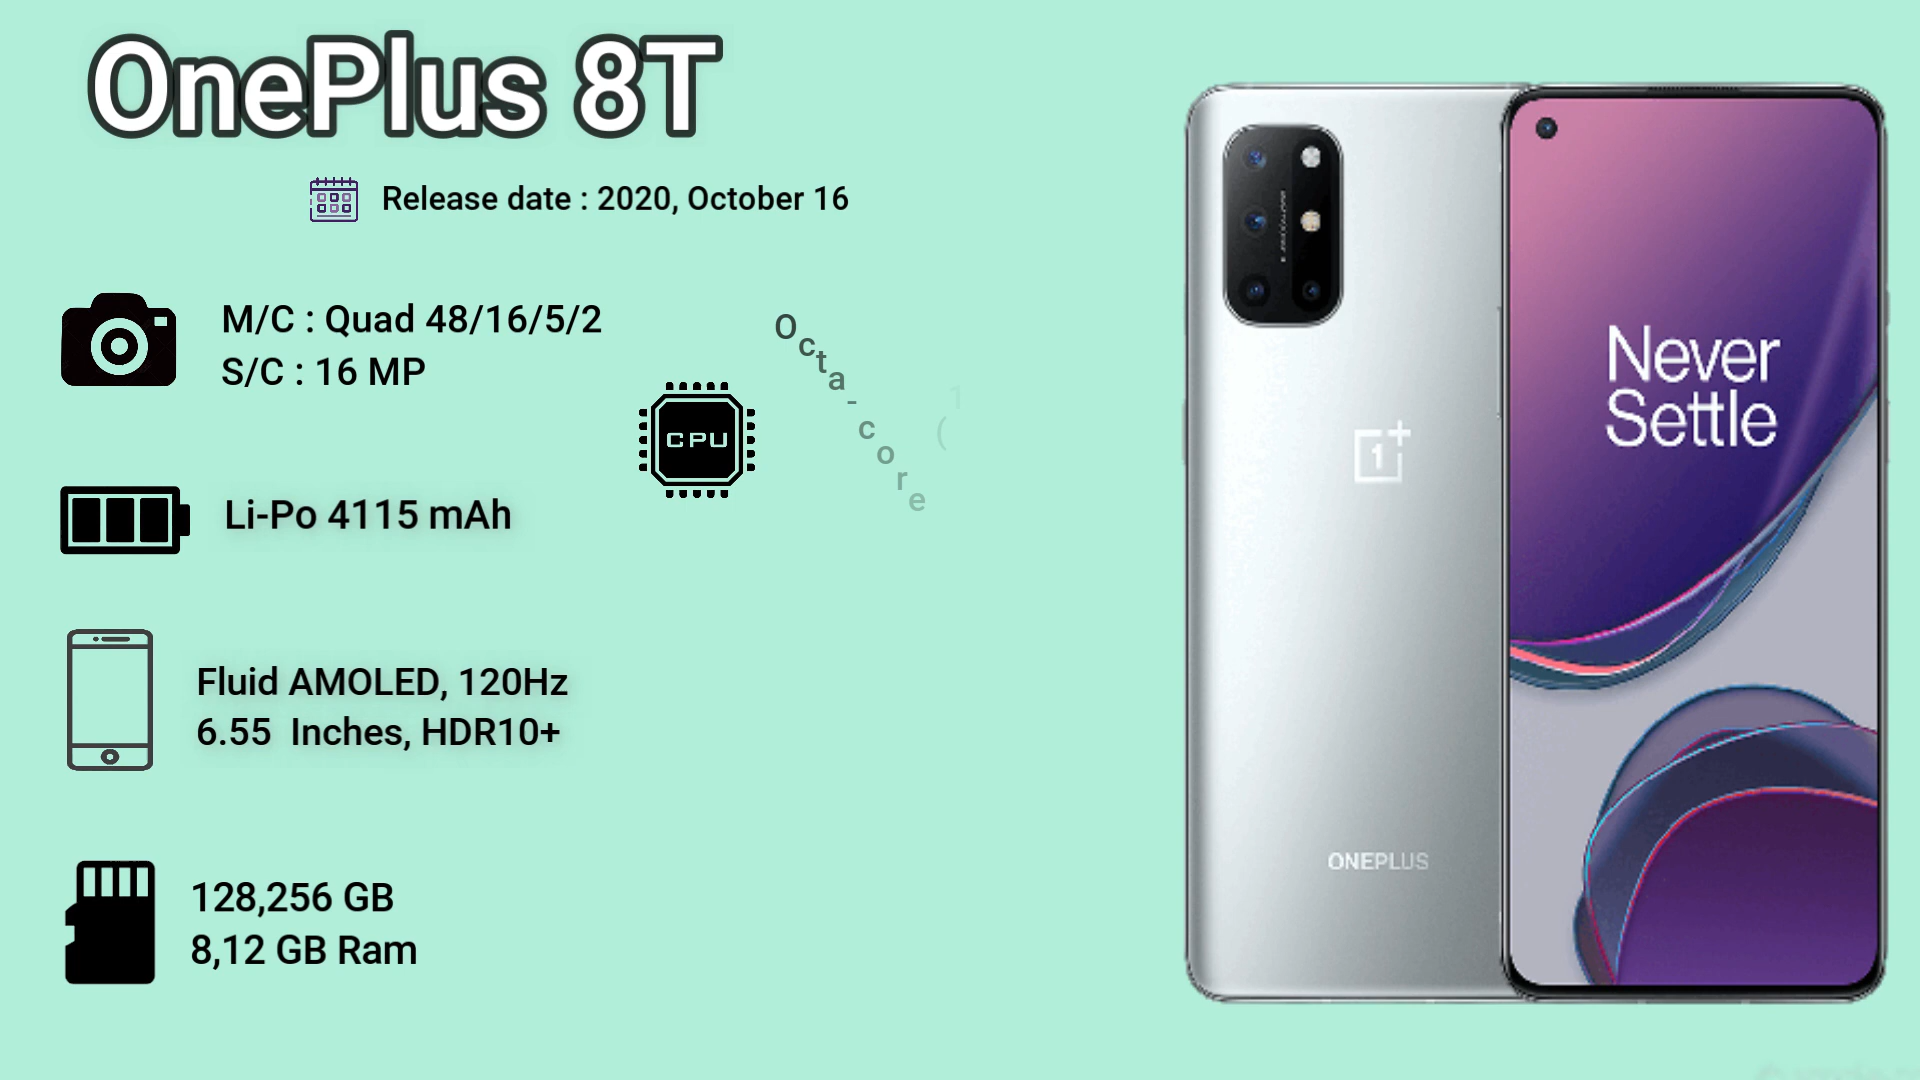 OnePlus 8T
Release date : 2020, October 16
M/C : Quad 48/16/5/2
S/C : 16 MP
Octa-core
(1
CPU
Li-Po 4115 mAh
Fluid AMOLED, 120Hz
6.55 Inches, HDR10+
128,256 GB
8,12 GB Ram
Never
Settle
1+
ONEPLUS